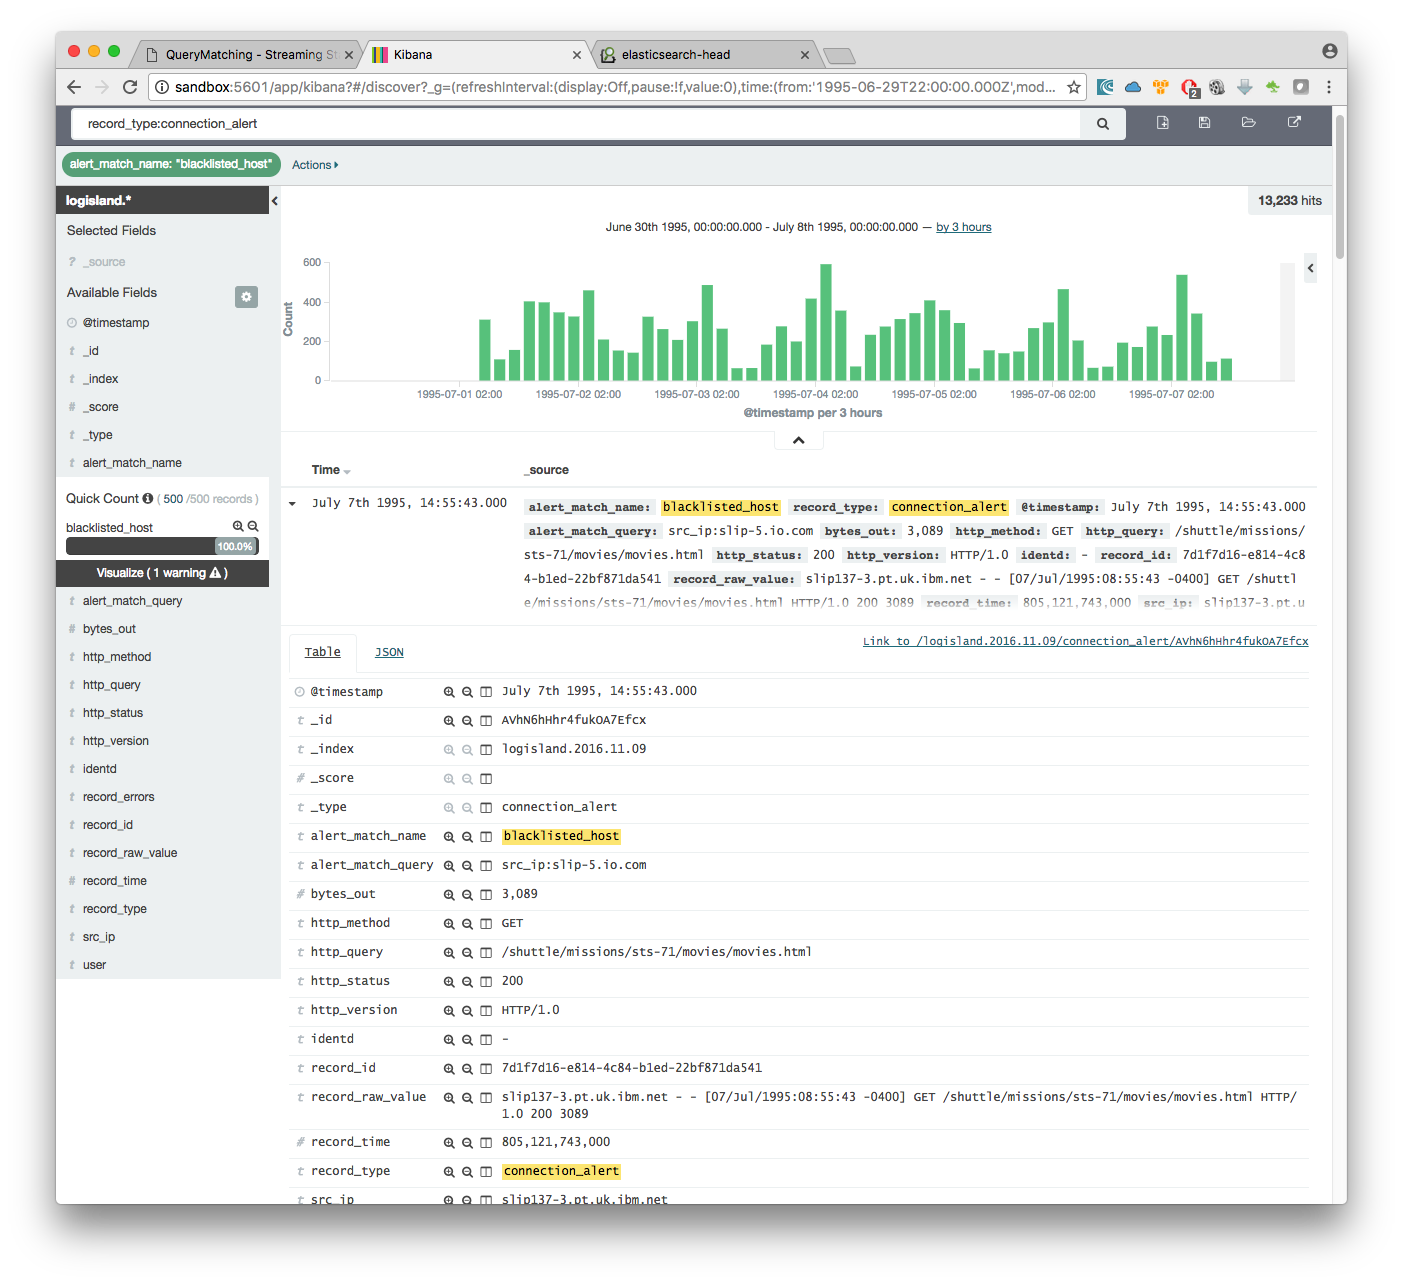 QueryMatching - Streaming St
Kibana
elasticsearch-head
sandbox:5601/app/kibana?#/discover?_g=(refreshInterval:(display:Off,pause:!f,value:0),time:(from:'1995-06-29T22:00:00.000Z',mod...
2
record_type:connection_alert
alert_match_name: "blacklisted_host"
Actions
logisland.*
13,233 hits
Selected Fields
? _source
Available Fields
@timestamp
t _id
t _index
# _score
t _type
t alert_match_name
Quick Count ( 500 /500 records )
blacklisted_host
100.0%
Visualize ( 1 warning )
t alert_match_query
# bytes_out
t http_method
t http_query
t http_status
t http_version
t identd
t record_errors
t record_id
t record_raw_value
# record_time
t record_type
t src_ip
t user
June 30th 1995, 00:00:00.000 - July 8th 1995, 00:00:00.000 — by 3 hours
Count
600
400
200
0
1995-07-01 02:00 1995-07-02 02:00 1995-07-03 02:00 1995-07-04 02:00 1995-07-05 02:00 1995-07-06 02:00 1995-07-07 02:00
@timestamp per 3 hours
Time _source
July 7th 1995, 14:55:43.000
alert_match_name: blacklisted_host record_type: connection_alert @timestamp: July 7th 1995, 14:55:43.000
alert_match_query: src_ip:slip-5.io.com bytes_out: 3,089 http_method: GET http_query: /shuttle/missions/
sts-71/movies/movies.html http_status: 200 http_version: HTTP/1.0 identd: - record_id: 7d1f7d16-e814-4c8
4-b1ed-22bf871da541 record_raw_value: slip137-3.pt.uk.ibm.net - - [07/Jul/1995:08:55:43 -0400] GET /shuttl
e/missions/sts-71/movies/movies.html HTTP/1.0 200 3089 record_time: 805,121,743,000 src_ip: slip137-3.pt.u
Table JSON
Link to /logisland.2016.11.09/connection_alert/AVhN6hHhr4fukOA7Efcx
@timestamp July 7th 1995, 14:55:43.000
t _id AVhN6hHhr4fukOA7Efcx
t _index logisland.2016.11.09
# _score
t _type connection_alert
t alert_match_name blacklisted_host
t alert_match_query src_ip:slip-5.io.com
# bytes_out 3,089
t http_method GET
t http_query /shuttle/missions/sts-71/movies/movies.html
t http_status 200
t http_version HTTP/1.0
t identd -
t record_id 7d1f7d16-e814-4c84-b1ed-22bf871da541
t record_raw_value slip137-3.pt.uk.ibm.net - - [07/Jul/1995:08:55:43 -0400] GET /shuttle/missions/sts-71/movies/movies.html HTTP/
1.0 200 3089
# record_time 805,121,743,000
t record_type connection_alert
t src_ip slip137-3.pt.uk.ibm.net